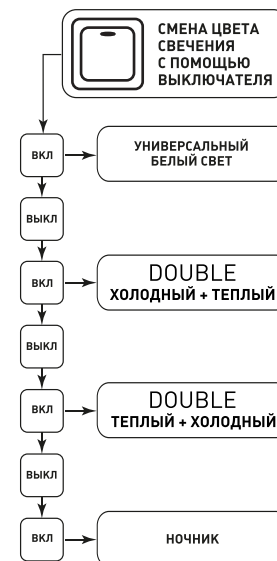 СМЕНА ЦВЕТА
СВЕЧЕНИЯ
С ПОМОЩЬЮ
ВЫКЛЮЧАТЕЛЯ
ВКЛ
УНИВЕРСАЛЬНЫЙ
БЕЛЫЙ СВЕТ
ВЫКЛ
ВКЛ
DOUBLE
ХОЛОДНЫЙ + ТЕПЛЫЙ
ВЫКЛ
ВКЛ
DOUBLE
ТЕПЛЫЙ + ХОЛОДНЫЙ
ВЫКЛ
ВКЛ
НОЧНИК